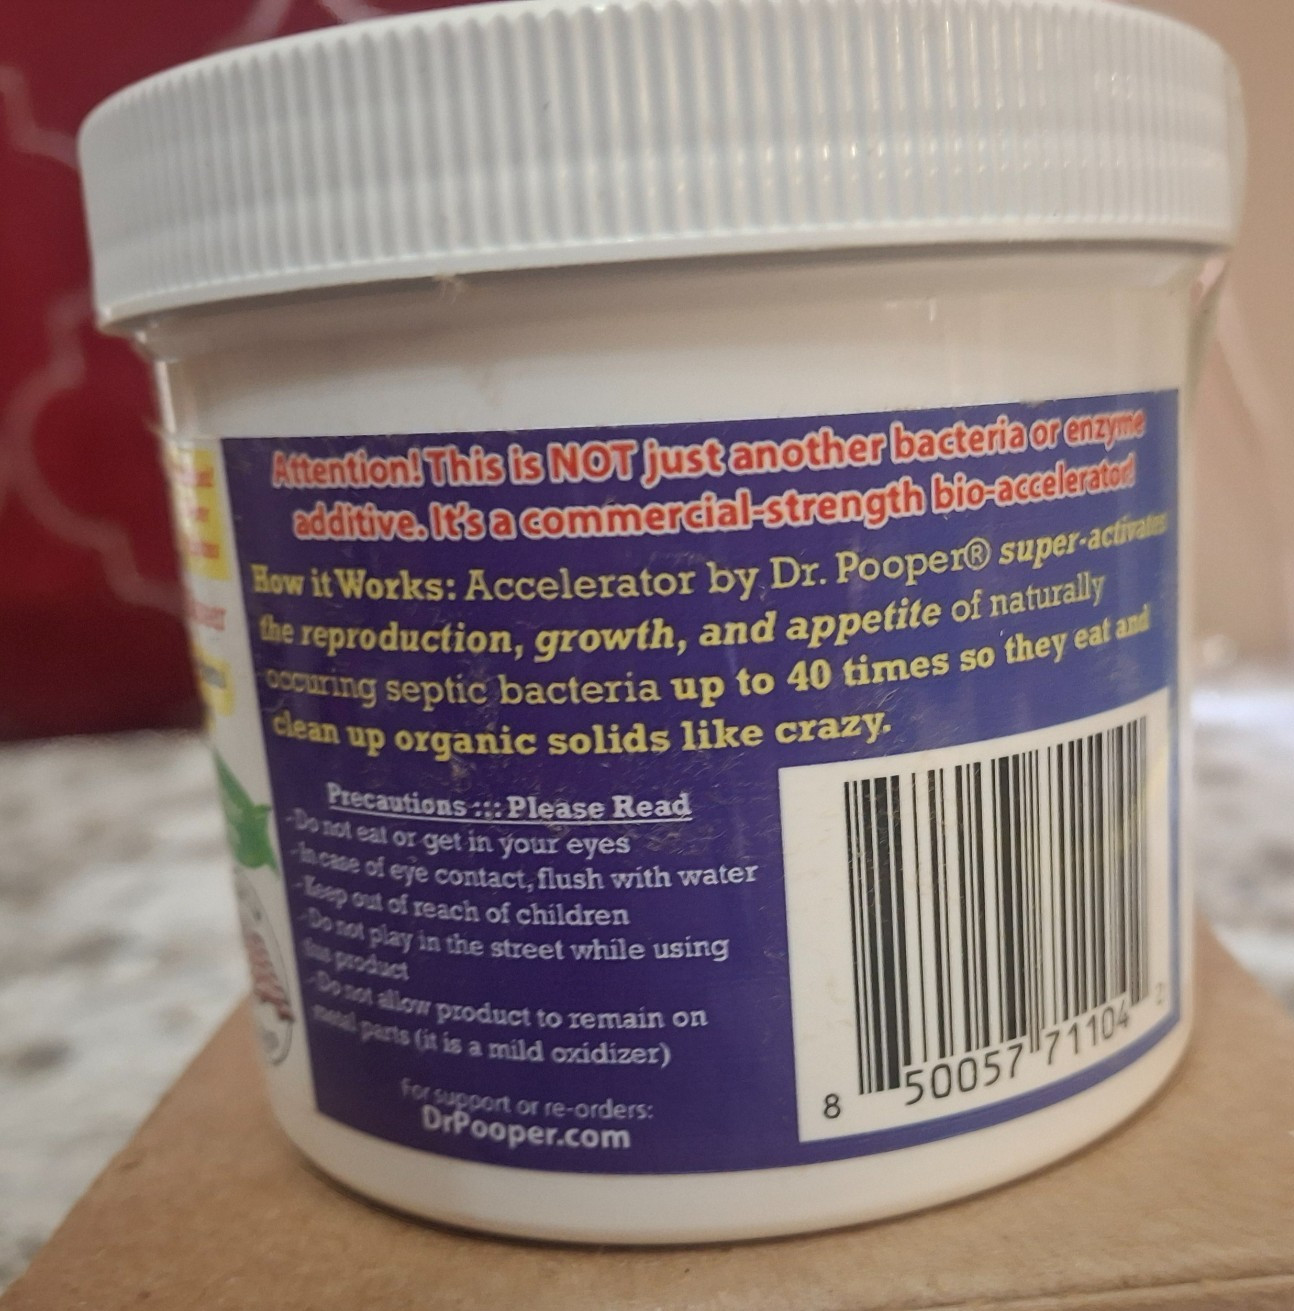 Attention! This is NOT just another bacteria or enzyme
additive. It's a commercial-strength bio-accelerator!
How it Works: Accelerator by Dr. Pooper® super-activates
the reproduction, growth, and appetite of naturally
occuring septic bacteria up to 40 times so they eat and
clean up organic solids like crazy.
Precautions ::: Please Read
-Do not eat or get in your eyes
-In case of eye contact, flush with water
-Keep out of reach of children
-Do not play in the street while using
this product
-Do not allow product to remain on
metal parts (it is a mild oxidizer)
For support or re-orders:
DrPooper.com
8 50057 71104 2